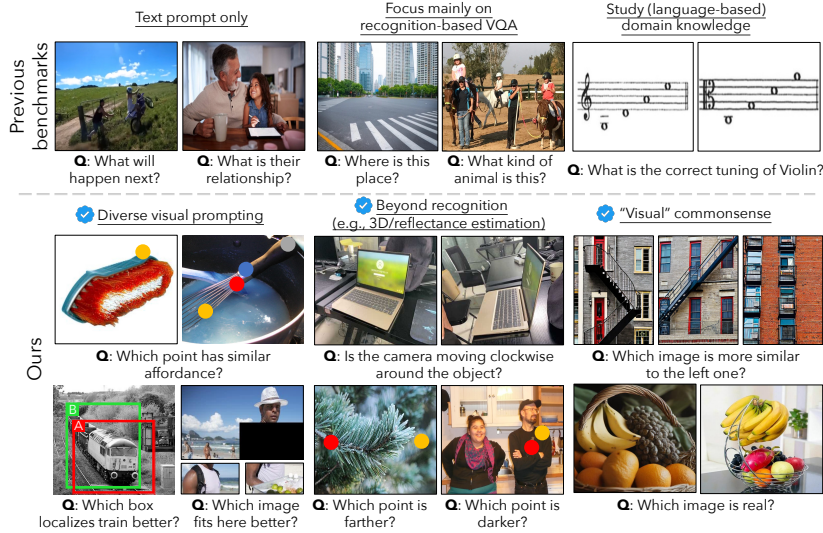 Text prompt only
Focus mainly on
recognition-based VQA
Study (language-based)
domain knowledge
Previous
benchmarks
Q: What will
happen next?
Q: What is their
relationship?
Q: Where is this
place?
Q: What kind of
animal is this?
Q: What is the correct tuning of Violin?
Diverse visual prompting
Beyond recognition
(e.g., 3D/reflectance estimation)
“Visual” commonsense
Ours
Q: Which point has similar
affordance?
Q: Is the camera moving clockwise
around the object?
Q: Which image is more similar
to the left one?
B
A
Q: Which box
localizes train better?
Q: Which image
fits here better?
Q: Which point is
farther?
Q: Which point is
darker?
Q: Which image is real?